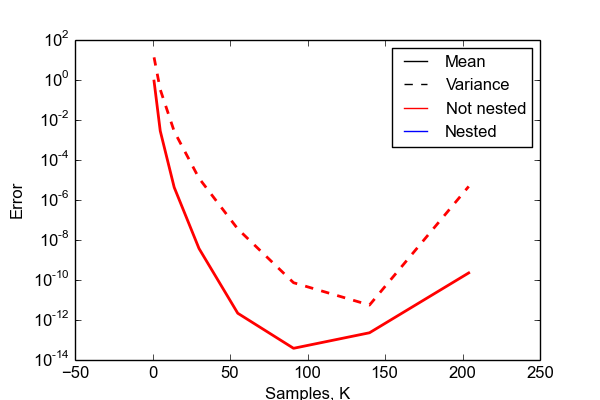 10^2
10^0
10^-2
10^-4
10^-6
10^-8
10^-10
10^-12
10^-14
Error
Mean
Variance
Not nested
Nested
−50 0 50 100 150 200 250
Samples, K